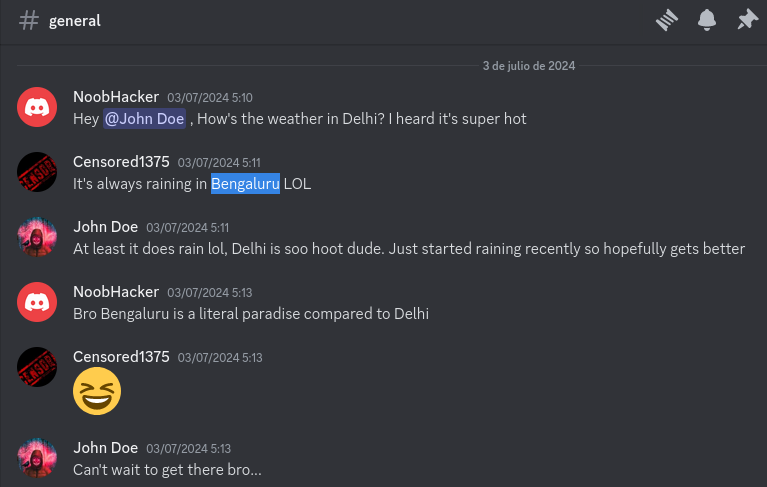 # general
3 de julio de 2024
NoobHacker 03/07/2024 5:10
Hey @John Doe , How's the weather in Delhi? I heard it's super hot
Censored1375 03/07/2024 5:11
It's always raining in Bengaluru LOL
John Doe 03/07/2024 5:11
At least it does rain lol, Delhi is soo hoot dude. Just started raining recently so hopefully gets better
NoobHacker 03/07/2024 5:13
Bro Bengaluru is a literal paradise compared to Delhi
Censored1375 03/07/2024 5:13
John Doe 03/07/2024 5:13
Can't wait to get there bro...